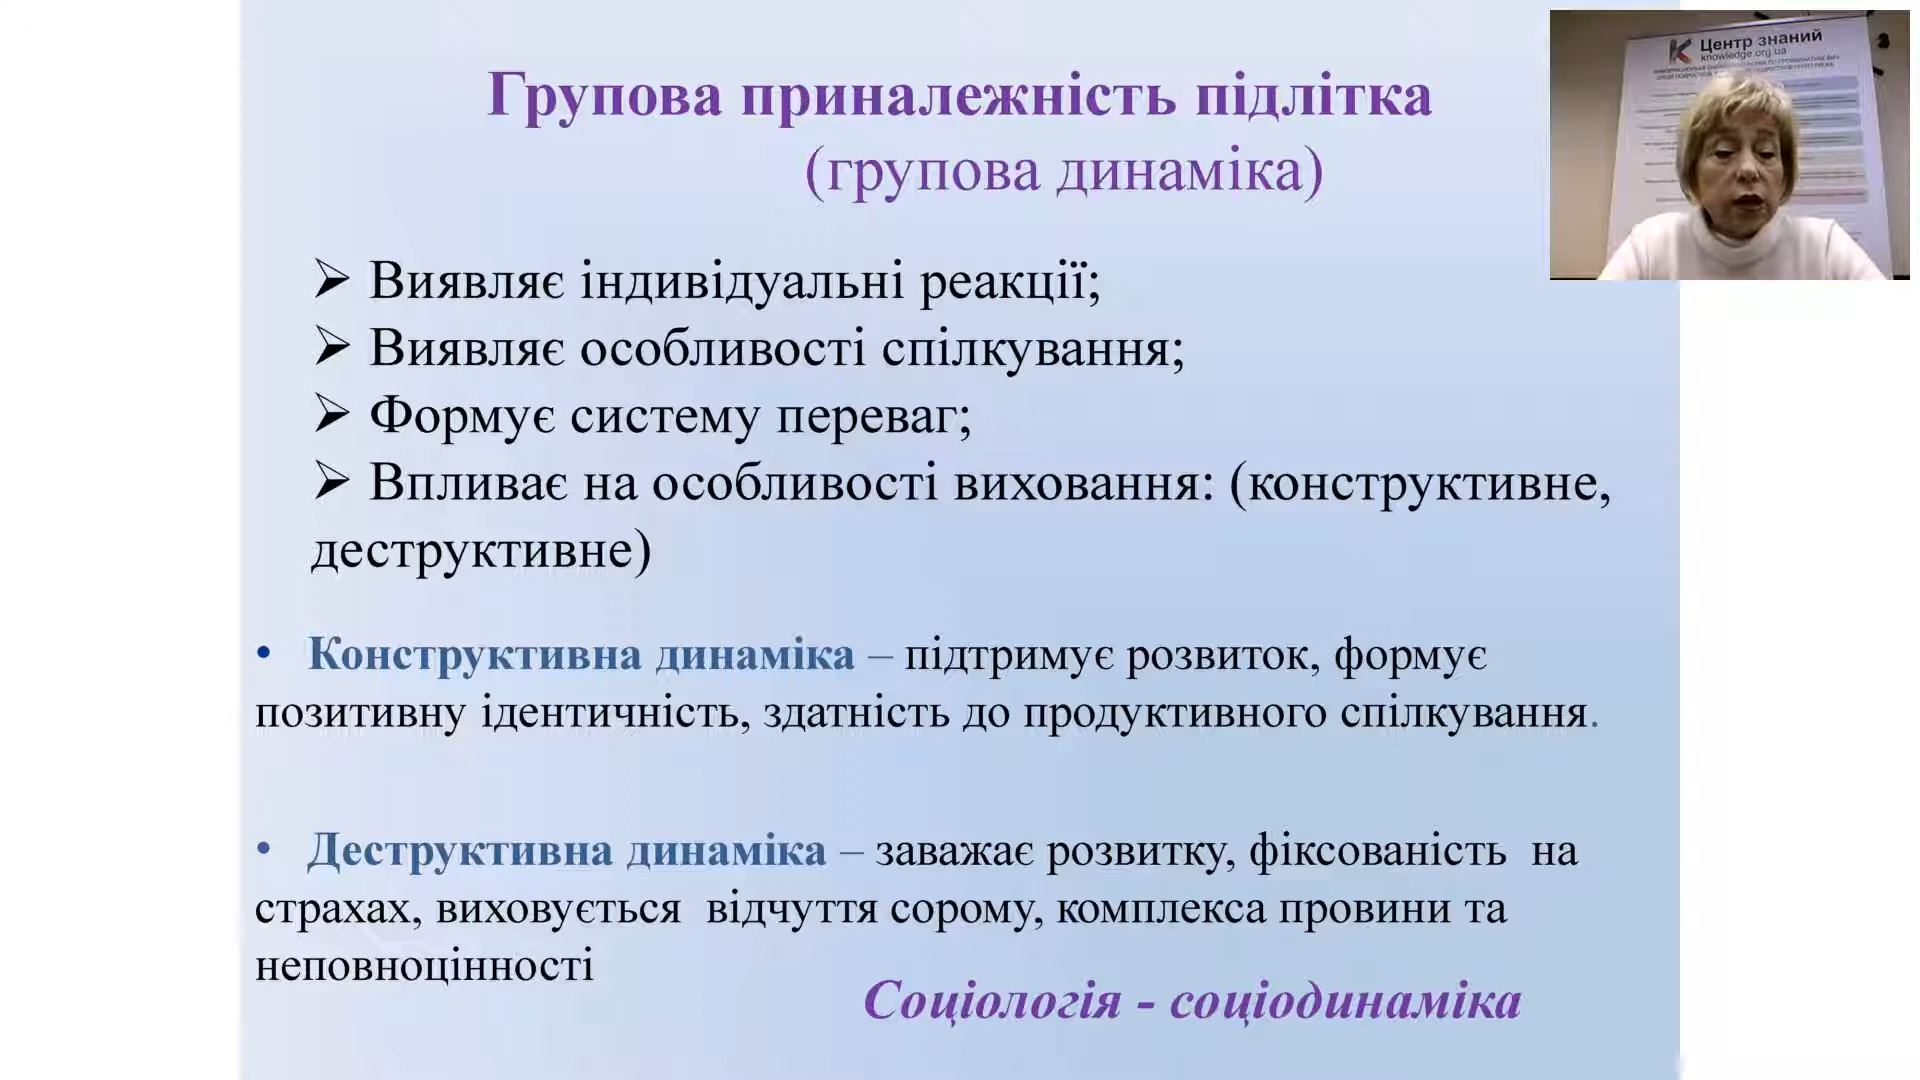 Групова приналежність підлітка
(групова динаміка)
➢ Виявляє індивідуальні реакції;
➢ Виявляє особливості спілкування;
➢ Формує систему переваг;
➢ Впливає на особливості виховання: (конструктивне,
деструктивне)
• Конструктивна динаміка – підтримує розвиток, формує
позитивну ідентичність, здатність до продуктивного спілкування.
• Деструктивна динаміка – заважає розвитку, фіксованість на
страхах, виховується відчуття сорому, комплекса провини та
неповноцінності
Соціологія - соціодинаміка
Центр знаний
knowledge.org.ua